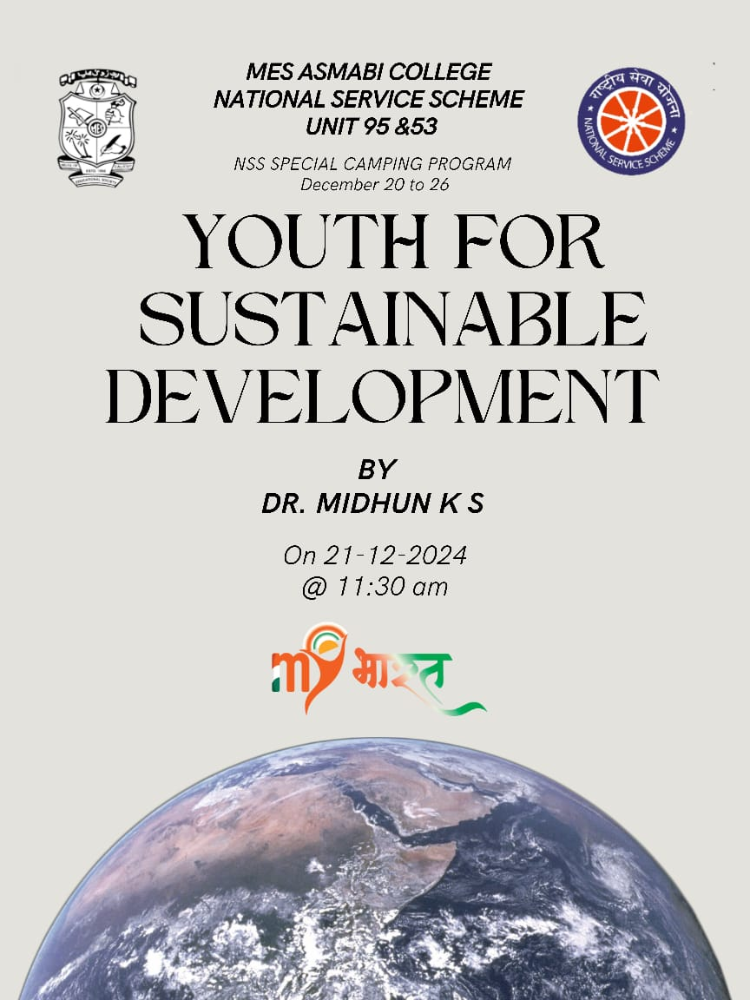 MES ASMABI COLLEGE
NATIONAL SERVICE SCHEME
UNIT 95 &53
NSS SPECIAL CAMPING PROGRAM
December 20 to 26
राष्ट्रीय सेवा योजना
NATIONAL SERVICE SCHEME
YOUTH FOR
SUSTAINABLE
DEVELOPMENT
BY
DR. MIDHUN K S
On 21-12-2024
@ 11:30 am
my भारत